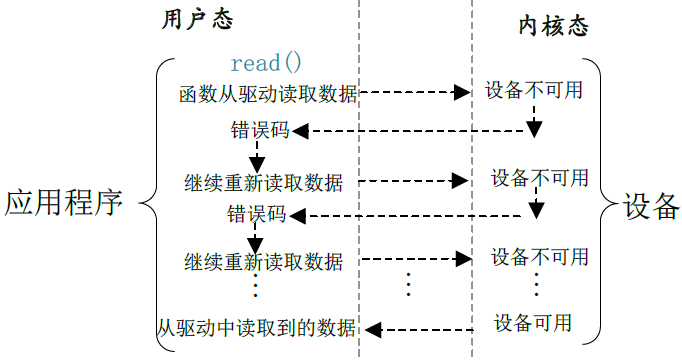 用户态 内核态
read()
函数从驱动读取数据 设备不可用
错误码
继续重新读取数据 设备不可用
应用程序 设备
错误码
继续重新读取数据 设备不可用
从驱动中读取到的数据 设备可用